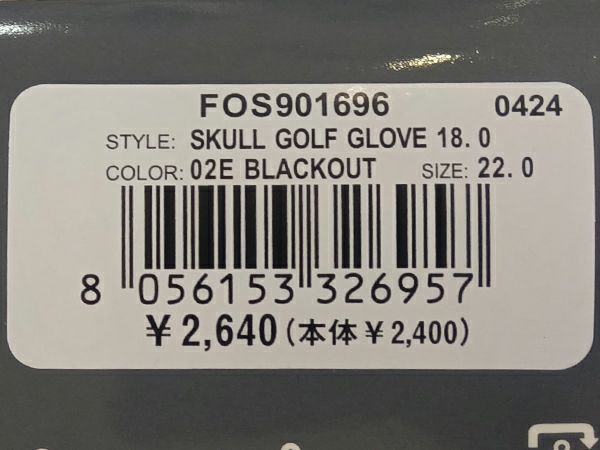 FOS901696 0424
STYLE: SKULL GOLF GLOVE 18.0
COLOR: 02E BLACKOUT SIZE: 22.0
8 056153 326957
¥2,640(本体¥2,400)